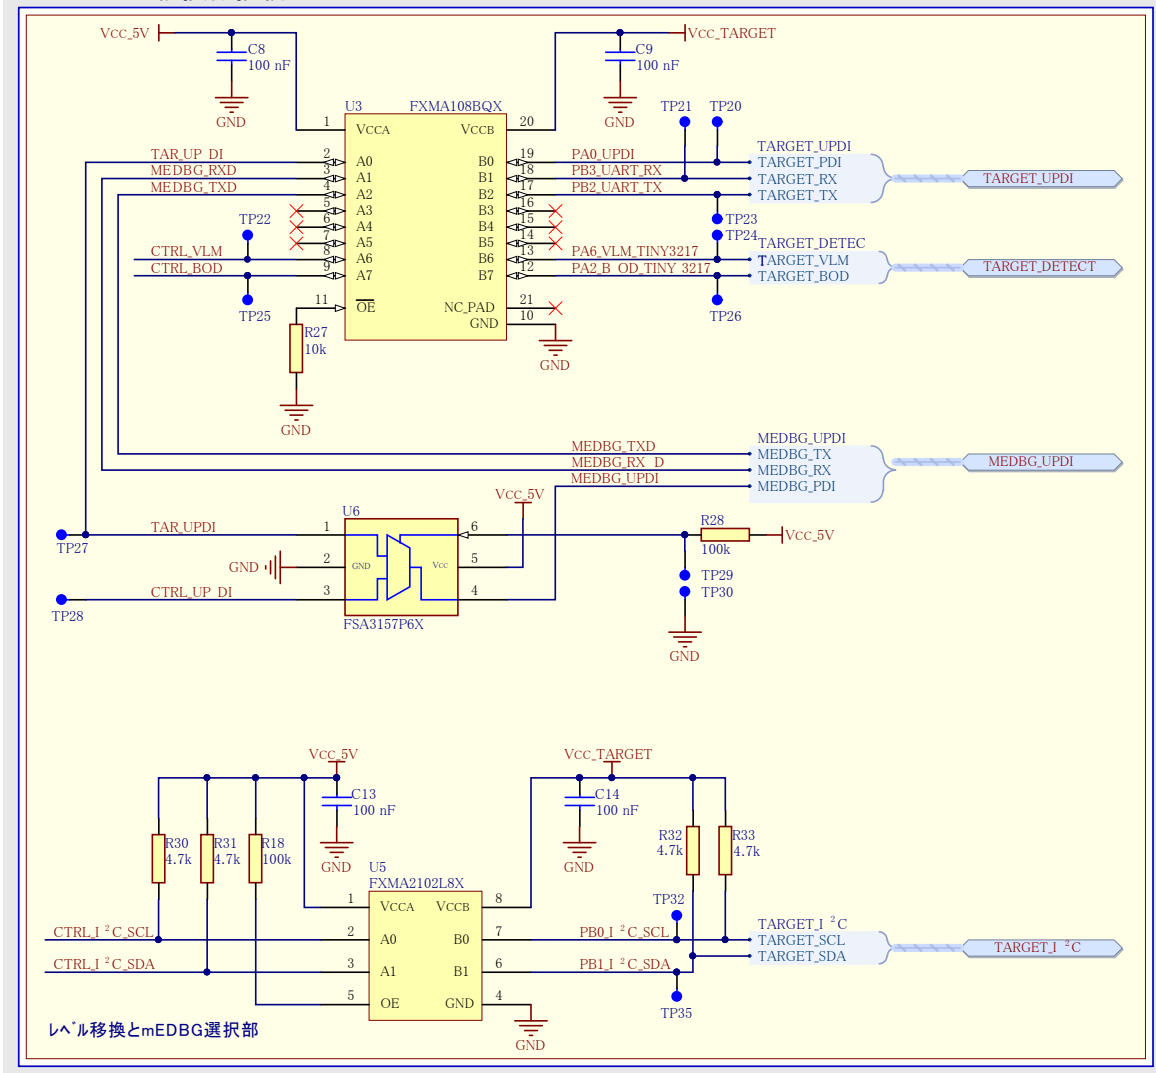 VCC_5V
C8
100 nF
GND
C9
100 nF
GND
VCC_TARGET
U3
FXMA108BQX
TP21
TP20
1
VCCA
VCCB
20
TAR_UP DI
2
A0
B0
19
PA0_UPDI
TARGET_UPDI
TARGET_PDI
MEDBG_RXD
3
A1
B1
18
PB3_UART_RX
TARGET_RX
TARGET_UPDI
MEDBG_TXD
4
A2
B2
17
PB2_UART_TX
TARGET_TX
5
A3
B3
16
TP22
6
A4
B4
15
TP23
7
A5
B5
14
TP24
TARGET_DETEC
CTRL_VLM
8
A6
B6
13
PA6_VLM_TINY3217
TARGET_VLM
TARGET_DETECT
CTRL_BOD
9
A7
B7
12
PA2_B OD_TINY 3217
TARGET_BOD
TP25
TP26
11
OE
NC_PAD
21
GND
10
R27
10k
GND
GND
MEDBG_TXD
MEDBG_RX D
MEDBG_UPDI
MEDBG_UPDI
MEDBG_TX
MEDBG_RX
MEDBG_PDI
MEDBG_UPDI
VCC_5V
U6
TAR_UPDI
1
6
TP27
GND
2
GND
VCC
5
CTRL_UP DI
3
4
TP28
FSA3157P6X
R28
100k
VCC_5V
TP29
TP30
GND
VCC_5V
C13
100 nF
GND
VCC_TARGET
C14
100 nF
GND
R30
4.7k
R31
4.7k
R18
100k
R32
4.7k
R33
4.7k
U5
FXMA2102L8X
1
VCCA
VCCB
8
TP32
CTRL_I 2C_SCL
2
A0
B0
7
PB0_I 2C_SCL
TARGET_I 2C
TARGET_SCL
TARGET_SDA
TARGET_I 2C
CTRL_I 2C_SDA
3
A1
B1
6
PB1_I 2C_SDA
5
OE
GND
4
TP35
GND
レベル移換とmEDBG選択部